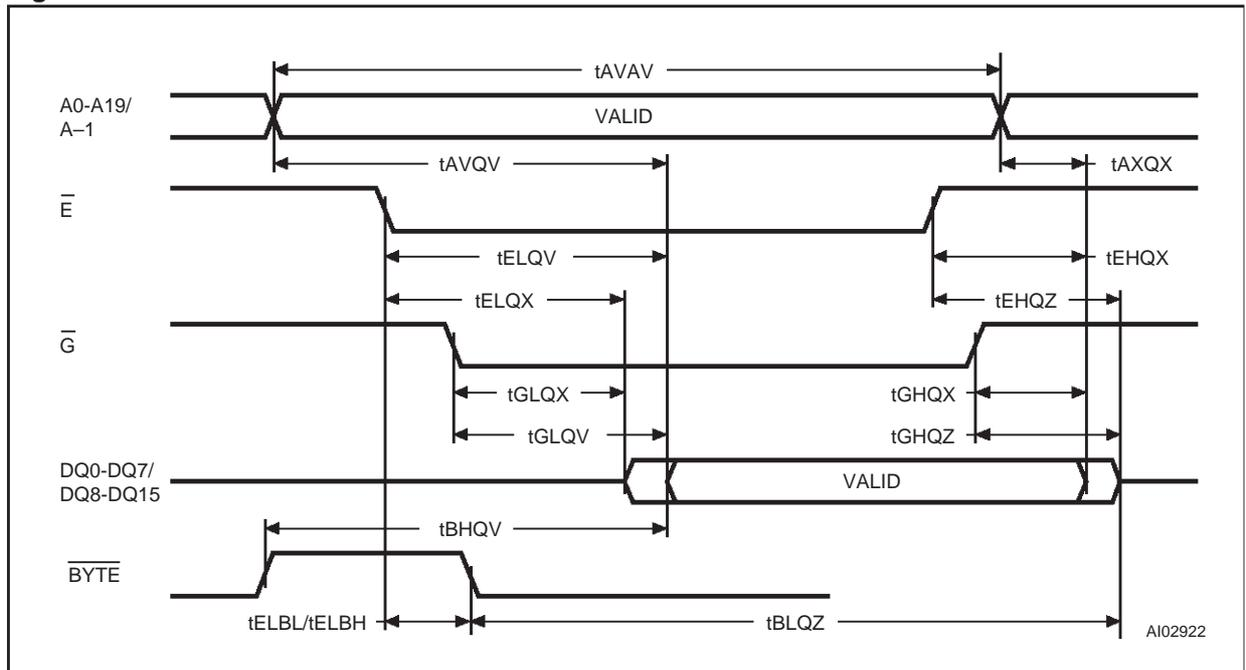 tAVAV
A0-A19/
A–1
VALID
tAVQV
tAXQX
E
tELQV
tEHQX
tELQX
tEHQZ
G
tGLQX
tGHQX
tGLQV
tGHQZ
DQ0-DQ7/
DQ8-DQ15
VALID
tBHQV
BYTE
tELBL/tELBH
tBLQZ
AI02922